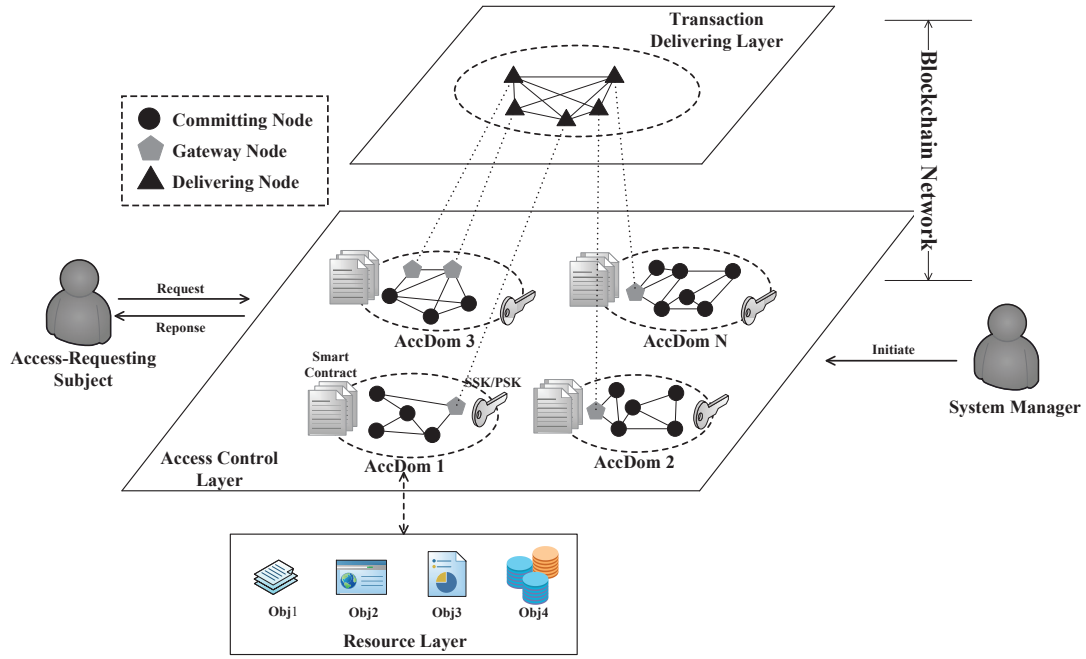 Transaction
Delivering Layer
Blockchain Network
Committing Node
Gateway Node
Delivering Node
Request
Reponse
Access-Requesting
Subject
AccDom 3
AccDom N
Initiate
System Manager
Smart
Contract
SSK/PSK
AccDom 1
AccDom 2
Access Control
Layer
Obj1
Obj2
Obj3
Obj4
Resource Layer